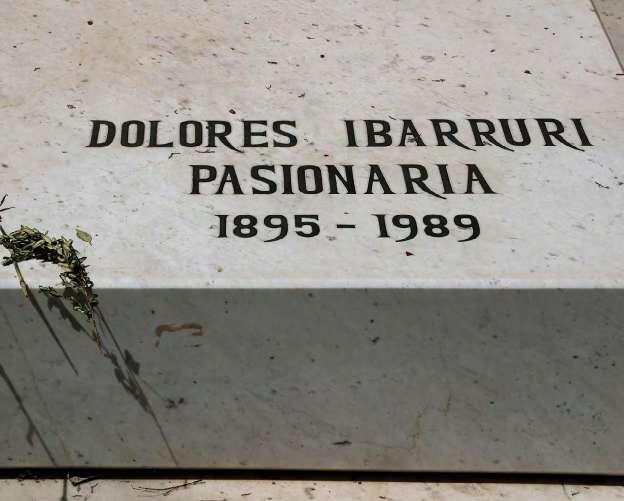 DOLORES IBARRURI
PASIONARIA
1895 - 1989